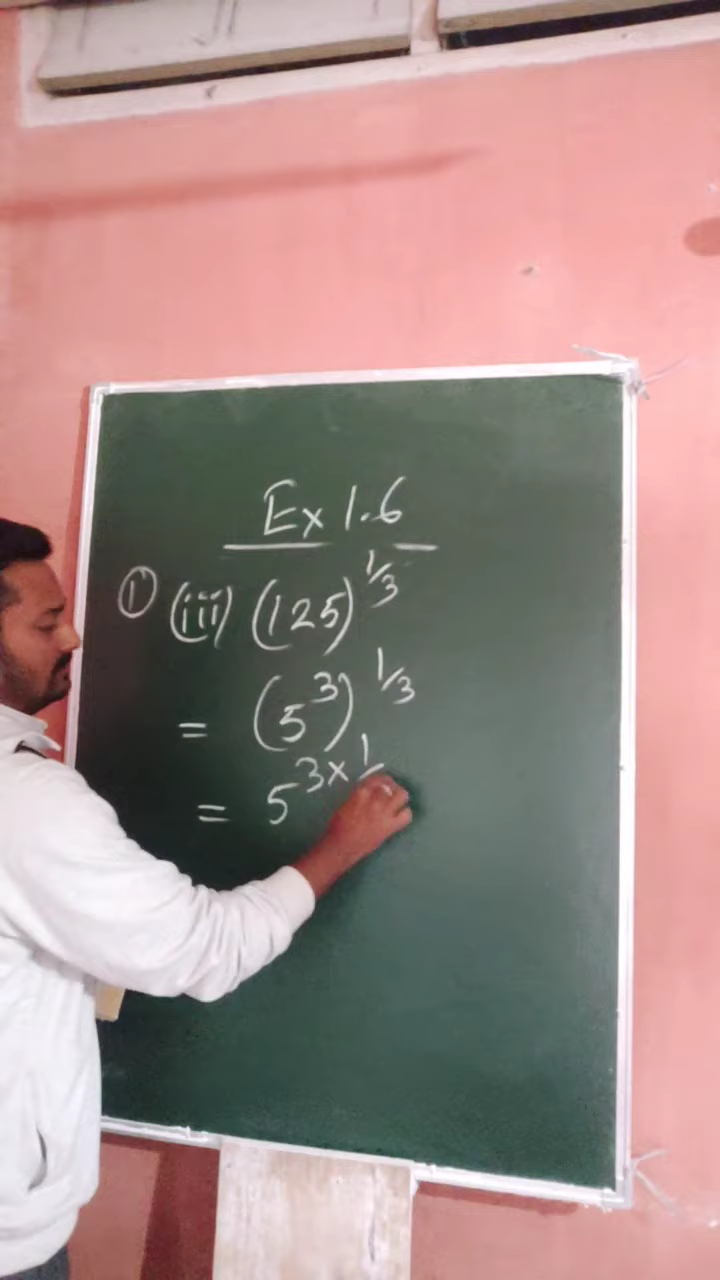 Ex 1.6
① (iii) (125)^1/3
= (5^3)^1/3
= 5^3×1/